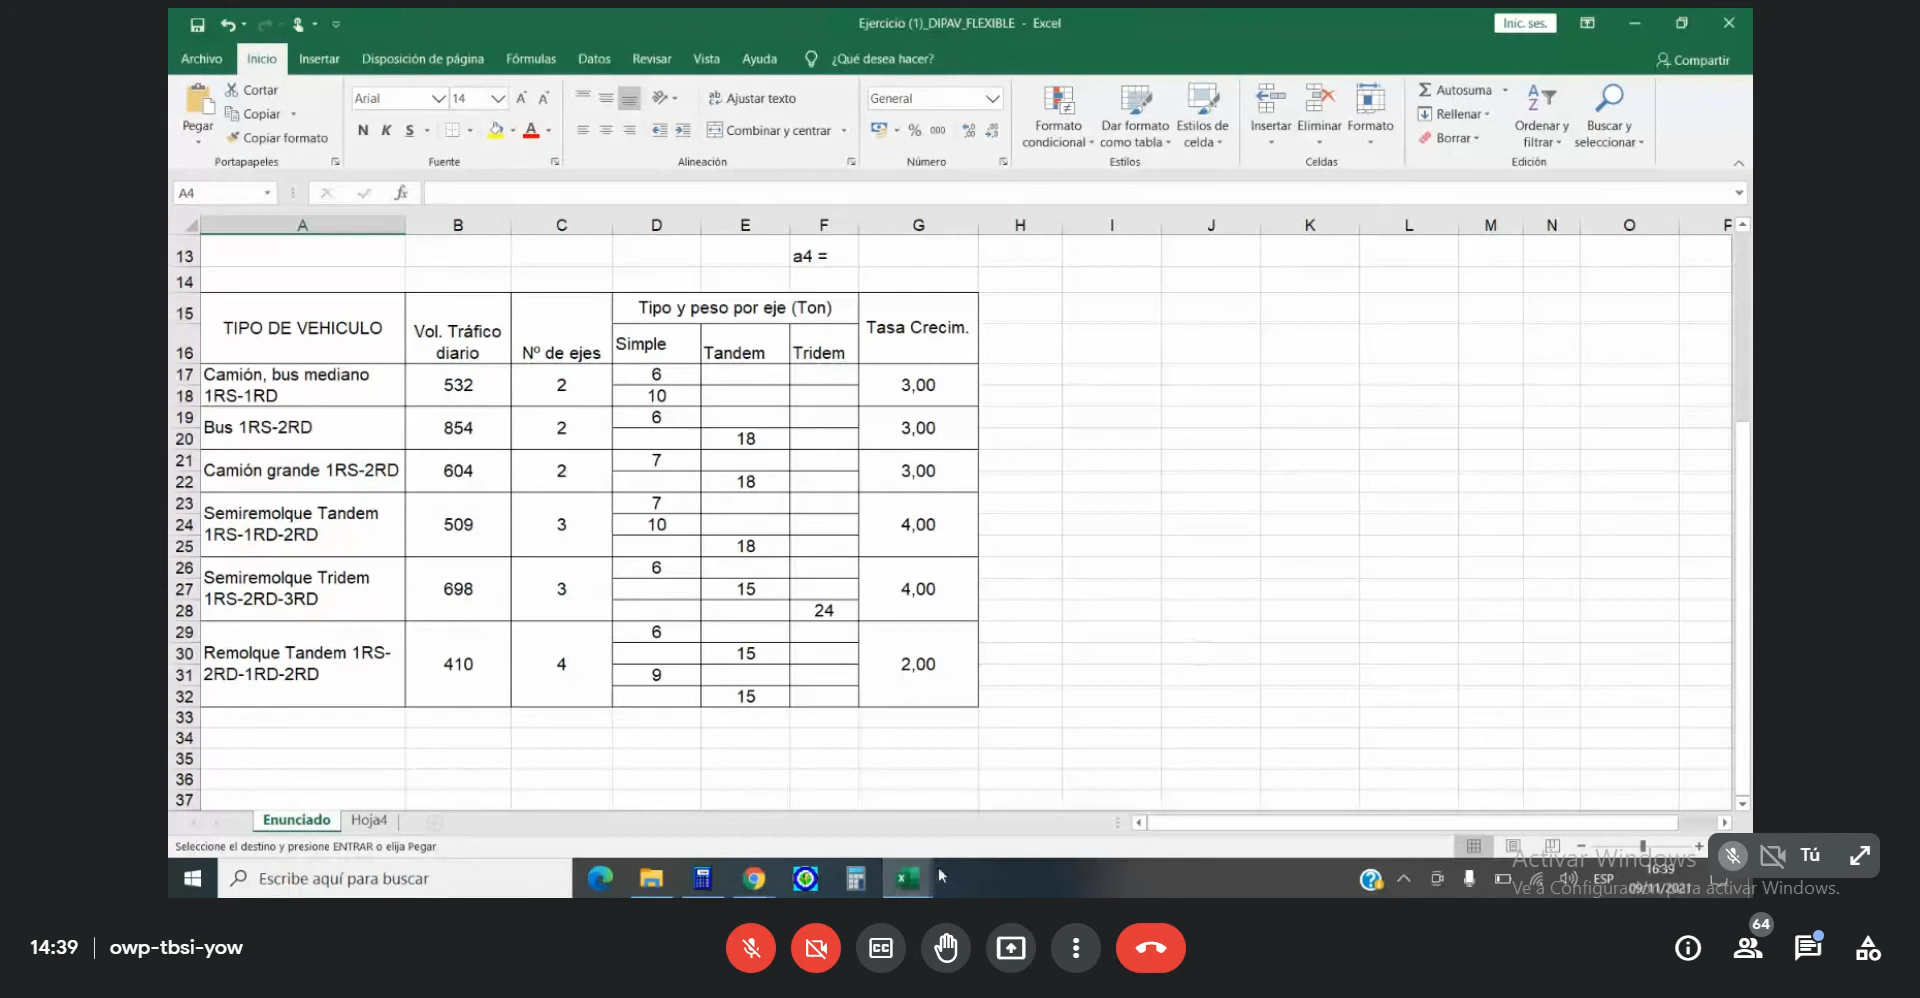 Ejercicio (1)_DIPAV_FLEXIBLE - Excel
Inic. ses.
Archivo Inicio Insertar Disposición de página Fórmulas Datos Revisar Vista Ayuda ¿Qué desea hacer? Compartir
Pegar
Cortar
Copiar
Copiar formato
Portapapeles
Arial 14
N K S
Fuente
Ajustar texto
Combinar y centrar
Alineación
General
% 000
Número
Formato condicional
Dar formato como tabla
Estilos de celda
Estilos
Insertar Eliminar Formato
Celdas
Autosuma
Rellenar
Borrar
Ordenar y filtrar
Buscar y seleccionar
Edición
A4 fx
A B C D E F G H I J K L M N O P
13 a4 =
14
15 TIPO DE VEHICULO Vol. Tráfico diario Nº de ejes Tipo y peso por eje (Ton) Tasa Crecim.
16 Simple Tandem Tridem
17 Camión, bus mediano 532 2 6 3,00
18 1RS-1RD 10
19 Bus 1RS-2RD 854 2 6 3,00
20 18
21 Camión grande 1RS-2RD 604 2 7 3,00
22 18
23 Semiremolque Tandem 7
24 1RS-1RD-2RD 509 3 10 4,00
25 18
26 Semiremolque Tridem 6
27 1RS-2RD-3RD 698 3 15 4,00
28 24
29 6
30 Remolque Tandem 1RS- 410 4 15 2,00
31 2RD-1RD-2RD 9
32 15
33
34
35
36
37
Enunciado Hoja4
Seleccione el destino y presione ENTRAR o elija Pegar
Activar Windows
Ve a Configuración para activar Windows.
Tú
Escribe aquí para buscar
ESP
16:39
09/11/2021
14:39 owp-tbsi-yow
64